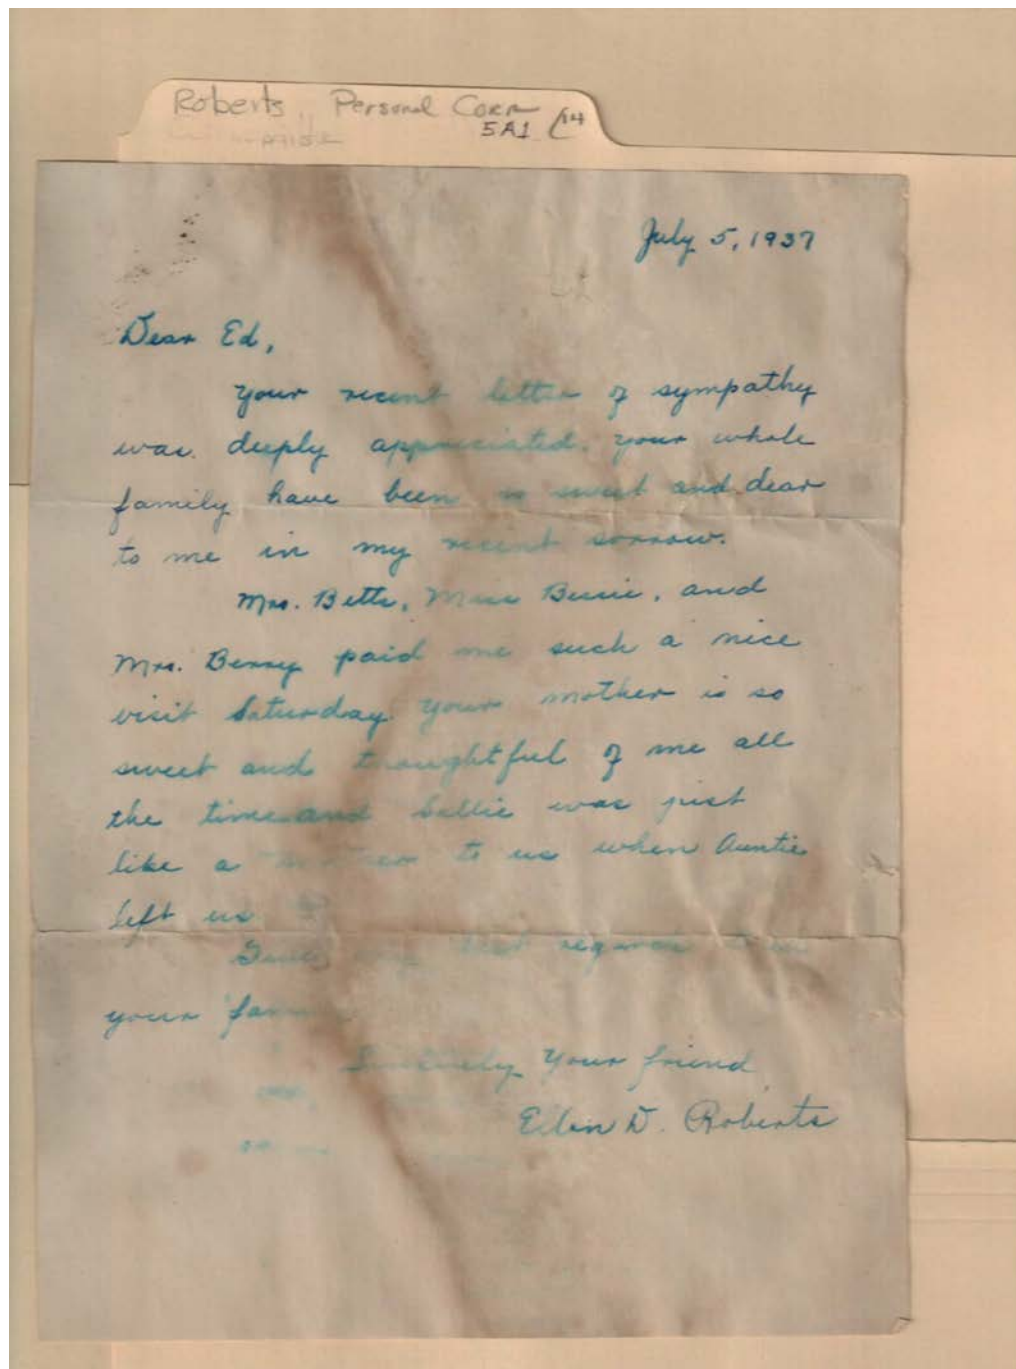 Roberts, Personal Corr
5A1 14
July 5, 1937
Dear Ed,
Your recent letter of sympathy
was deeply appreciated. Your whole
family have been so sweet and dear
to me in my recent sorrow.
Mrs. Betts, Miss Bessie, and
Mrs. Berry paid me such a nice
visit Saturday. Your mother is so
sweet and thoughtful of me all
the time and Sallie was just
like a mother to us when Auntie
left us.
best regards
your
Sincerely Your friend
D. Roberts